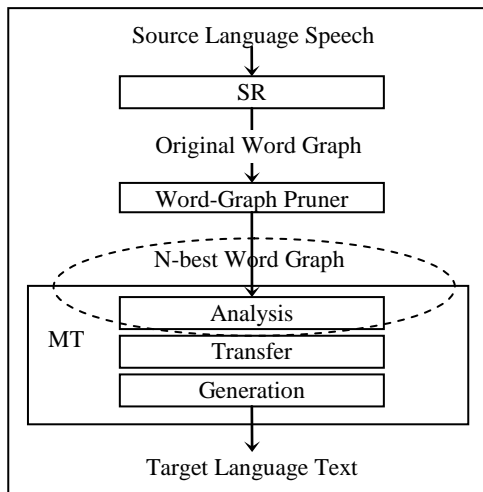 Source Language Speech
SR
Original Word Graph
Word-Graph Pruner
N-best Word Graph
Analysis
MT
Transfer
Generation
Target Language Text